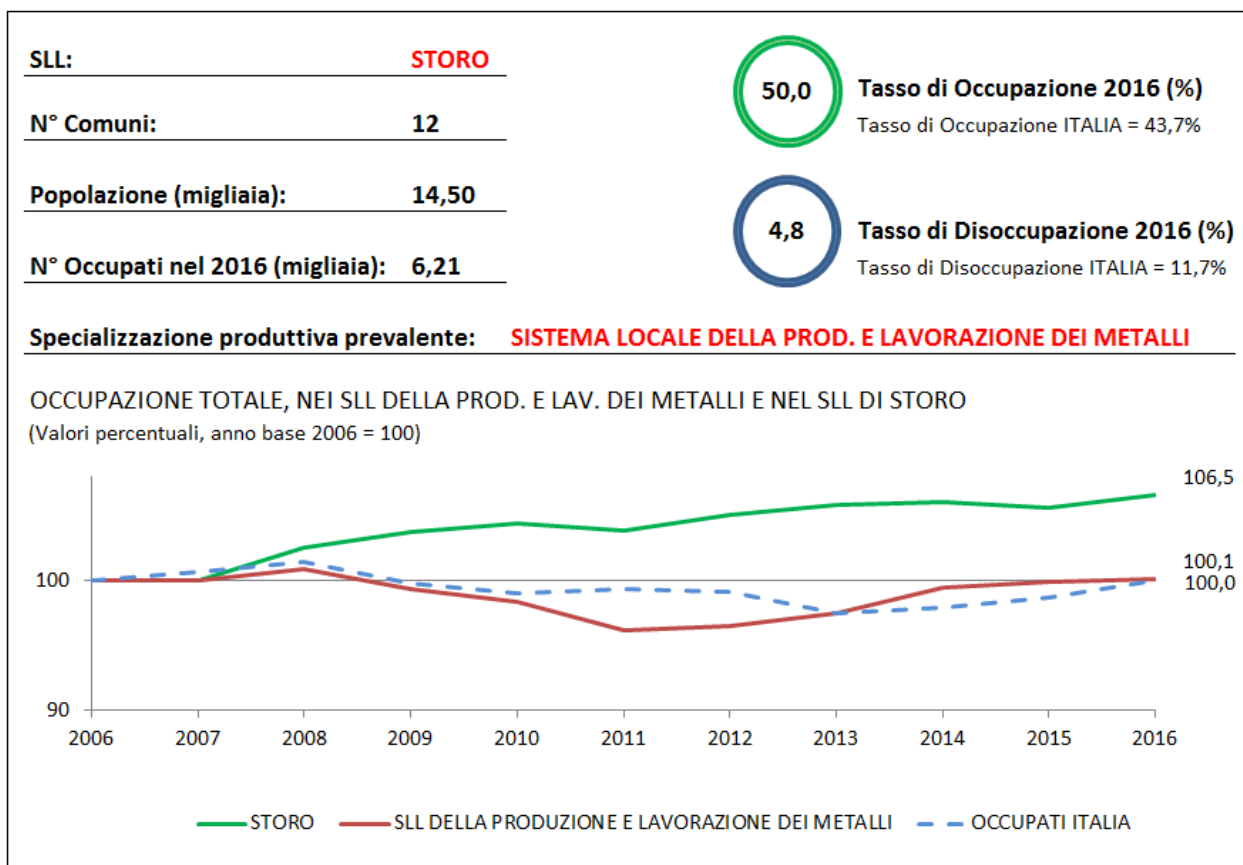 SLL: STORO
N° Comuni: 12
Popolazione (migliaia): 14,50
N° Occupati nel 2016 (migliaia): 6,21
50,0 Tasso di Occupazione 2016 (%)
Tasso di Occupazione ITALIA = 43,7%
4,8 Tasso di Disoccupazione 2016 (%)
Tasso di Disoccupazione ITALIA = 11,7%
Specializzazione produttiva prevalente: SISTEMA LOCALE DELLA PROD. E LAVORAZIONE DEI METALLI
OCCUPAZIONE TOTALE, NEI SLL DELLA PROD. E LAV. DEI METALLI E NEL SLL DI STORO
(Valori percentuali, anno base 2006 = 100)
106,5
100,1
100 100,0
90
2006 2007 2008 2009 2010 2011 2012 2013 2014 2015 2016
STORO SLL DELLA PRODUZIONE E LAVORAZIONE DEI METALLI OCCUPATI ITALIA